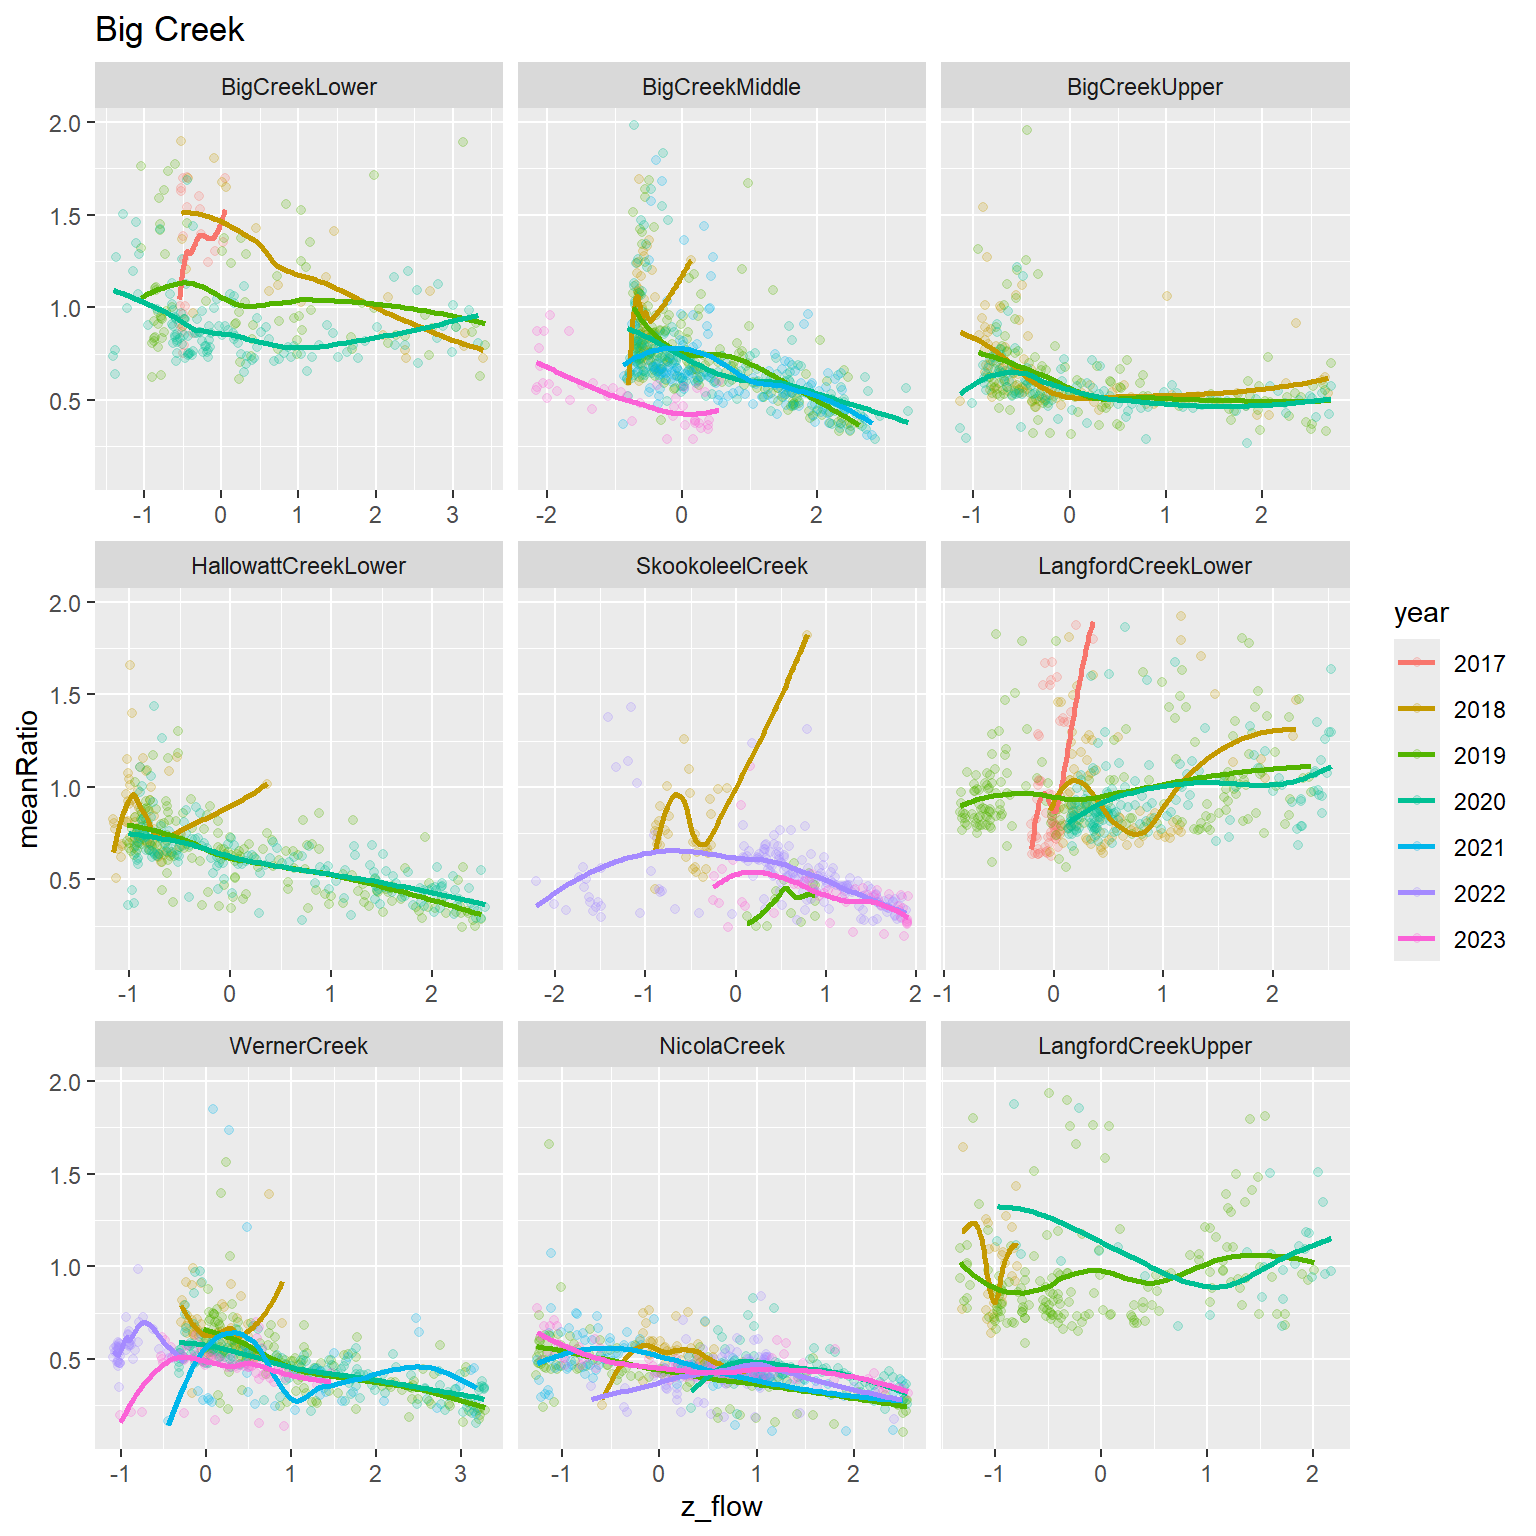 Big Creek
BigCreekLower BigCreekMiddle BigCreekUpper
2.0
1.5
1.0
0.5
-1 0 1 2 3 -2 0 2 -1 0 1 2
HallowattCreekLower SkookoleelCreek LangfordCreekLower
2.0
1.5
1.0
0.5
-1 0 1 2 -2 -1 0 1 2 -1 0 1 2
WernerCreek NicolaCreek LangfordCreekUpper
2.0
1.5
1.0
0.5
-1 0 1 2 3 -1 0 1 2 -1 0 1 2
meanRatio
z_flow
year
2017
2018
2019
2020
2021
2022
2023